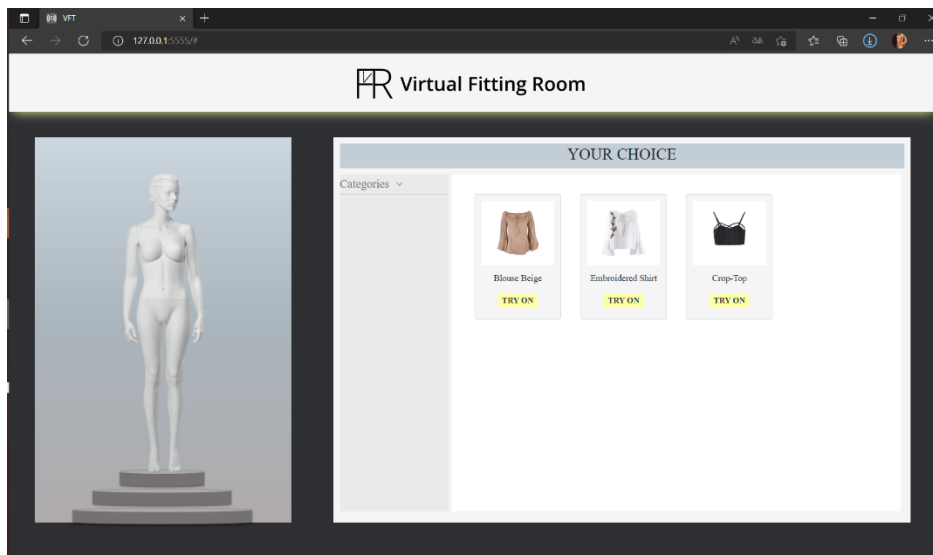 VFT
127.0.0.1:5555/#
Virtual Fitting Room
YOUR CHOICE
Categories
Blouse Beige
Embroidered Shirt
Crop-Top
TRY ON
TRY ON
TRY ON